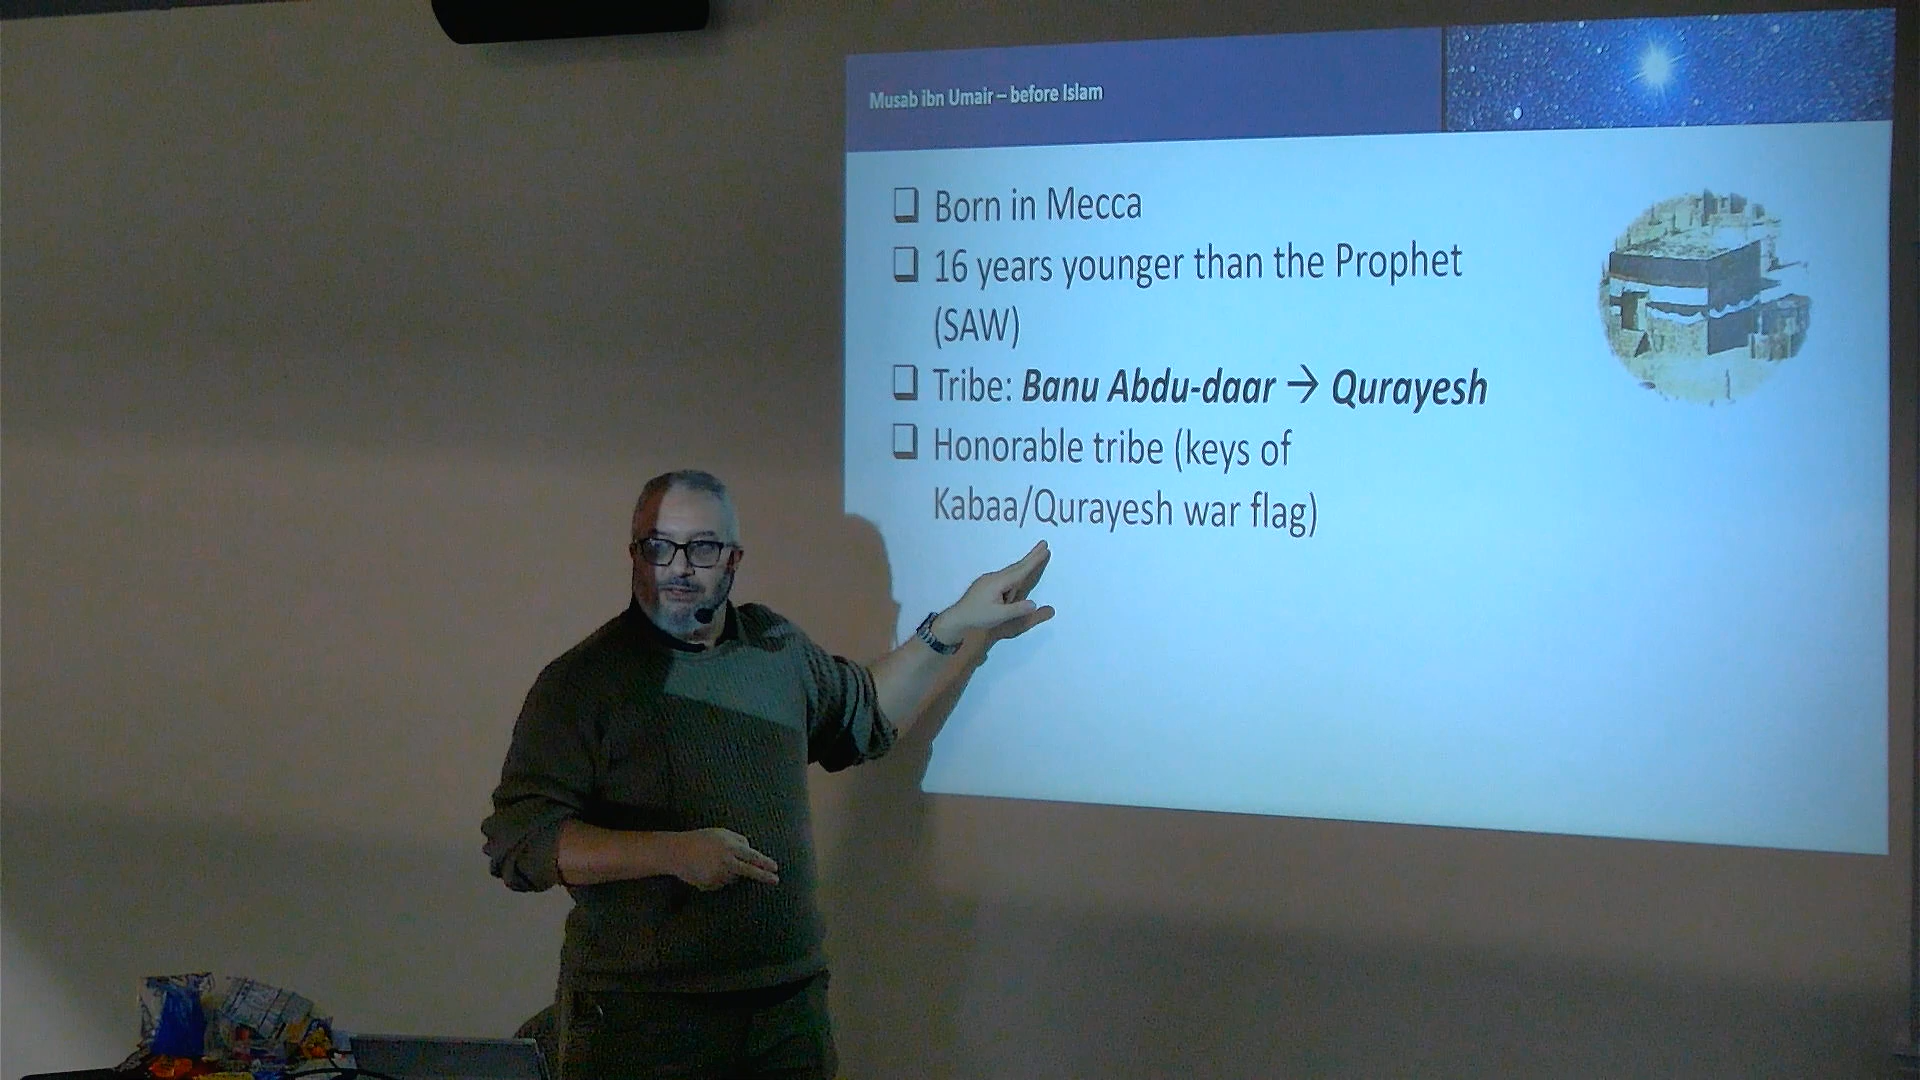 Musab ibn Umair – before Islam
❑ Born in Mecca
❑ 16 years younger than the Prophet
(SAW)
❑ Tribe: Banu Abdu-daar → Qurayesh
❑ Honorable tribe (keys of
Kabaa/Qurayesh war flag)